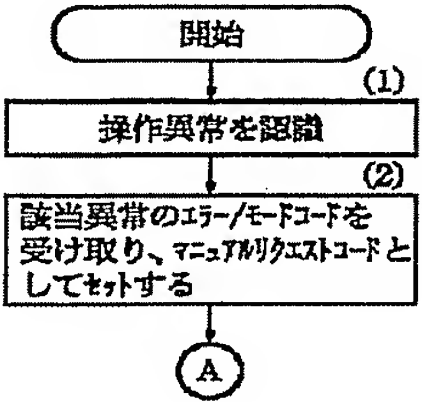 開始
(1)
操作異常を認識
(2)
該当異常のエラー/モードコードを
受け取り、マニュアルリクエストコードと
してセットする
A